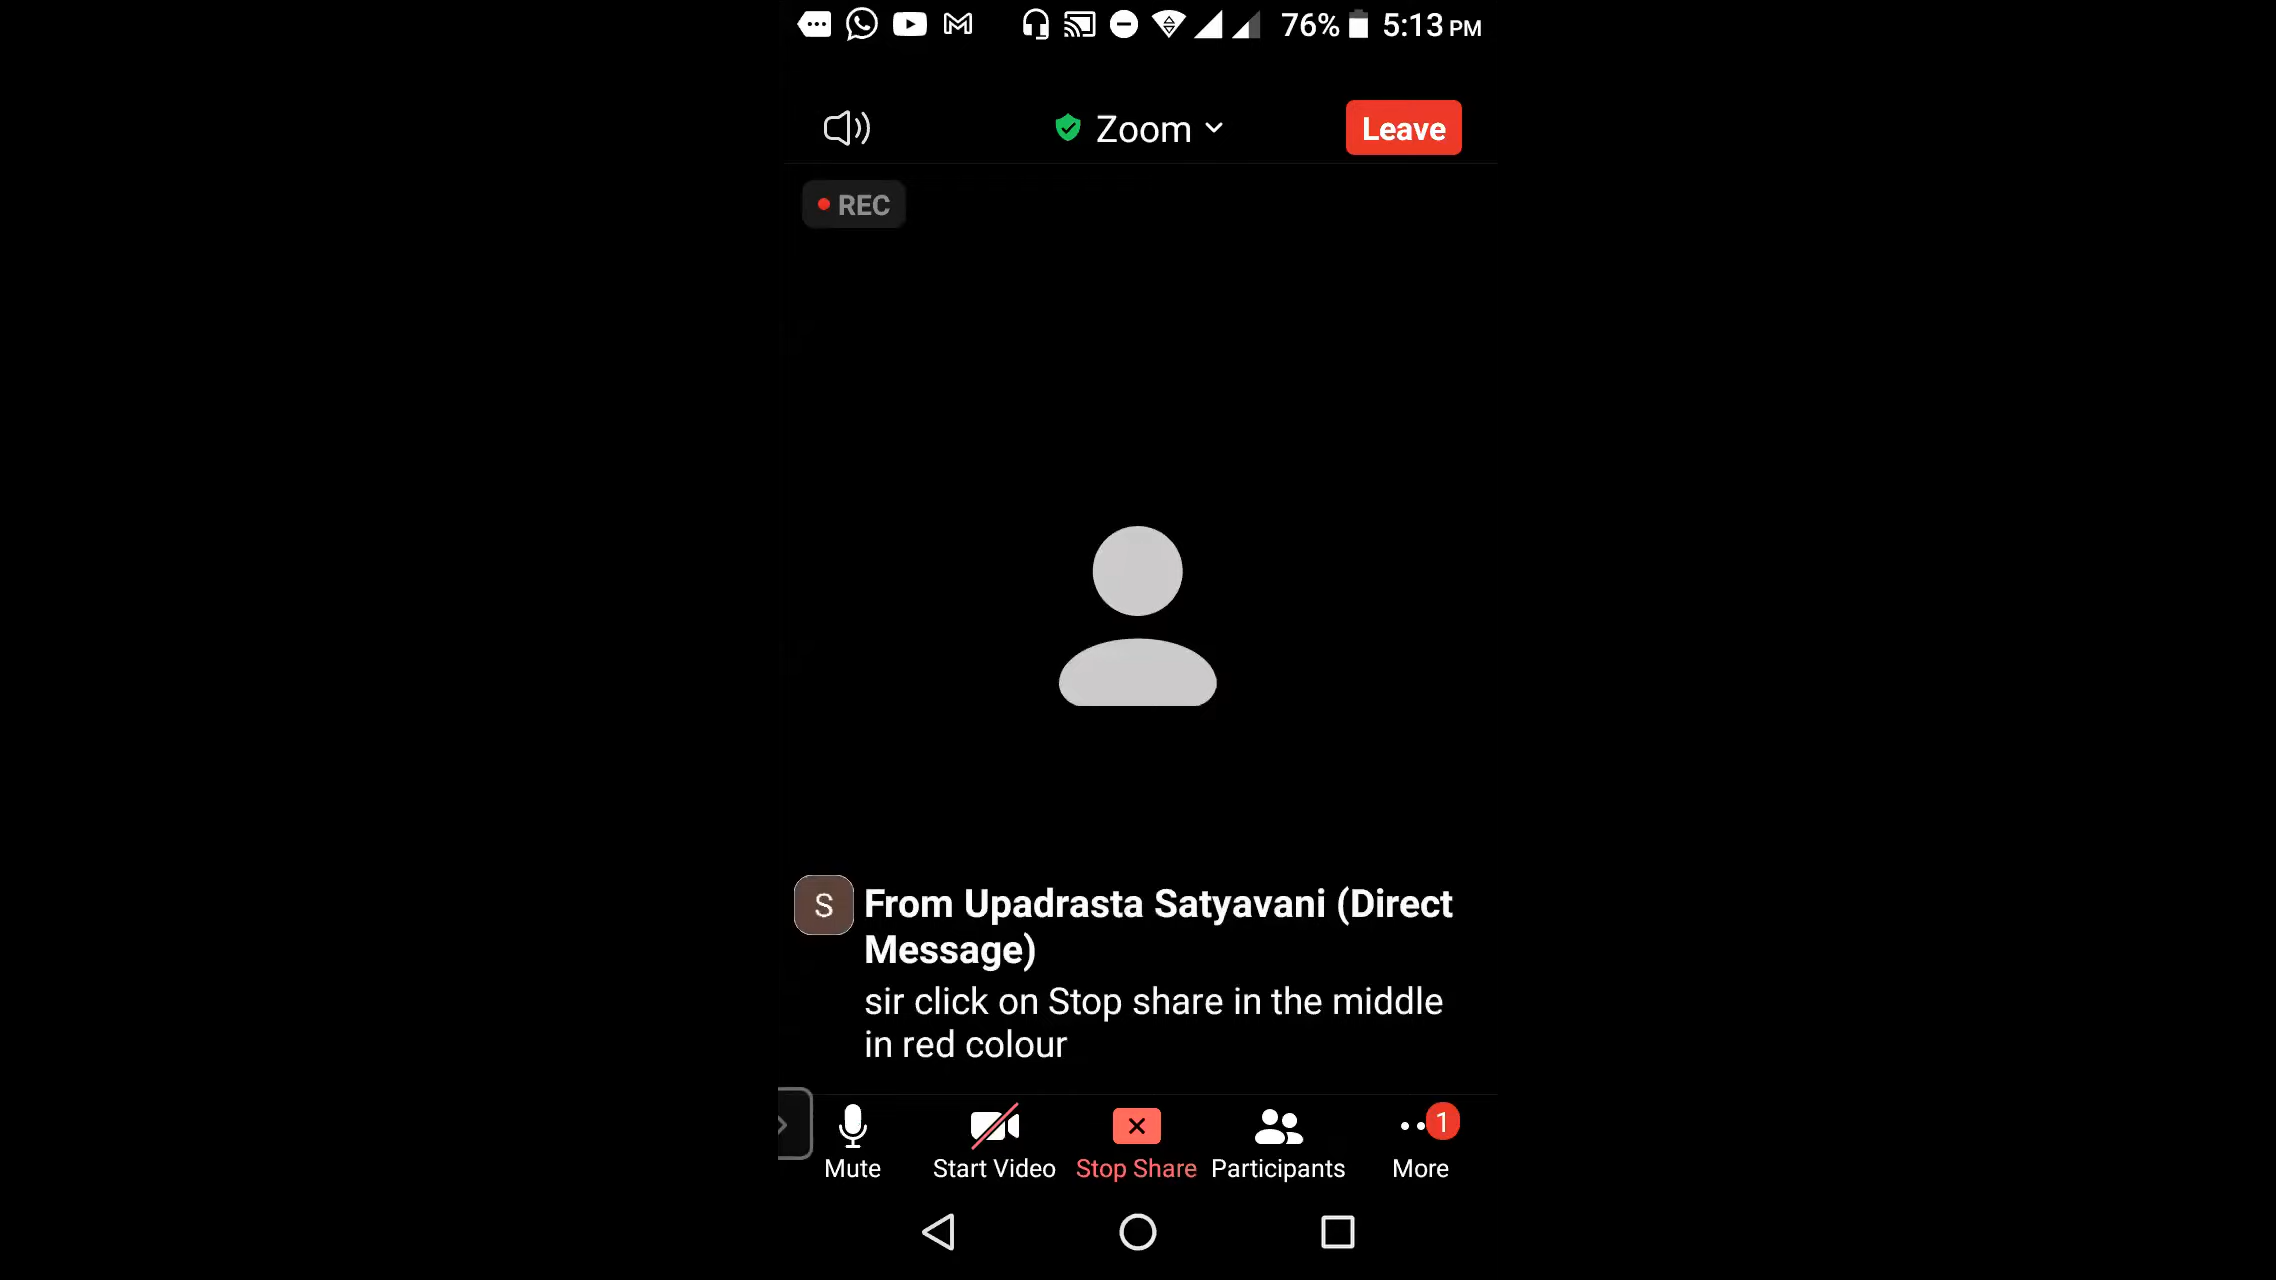 76% 5:13 PM
Zoom
Leave
REC
S
From Upadrasta Satyavani (Direct
Message)
sir click on Stop share in the middle
in red colour
1
Mute Start Video Stop Share Participants More